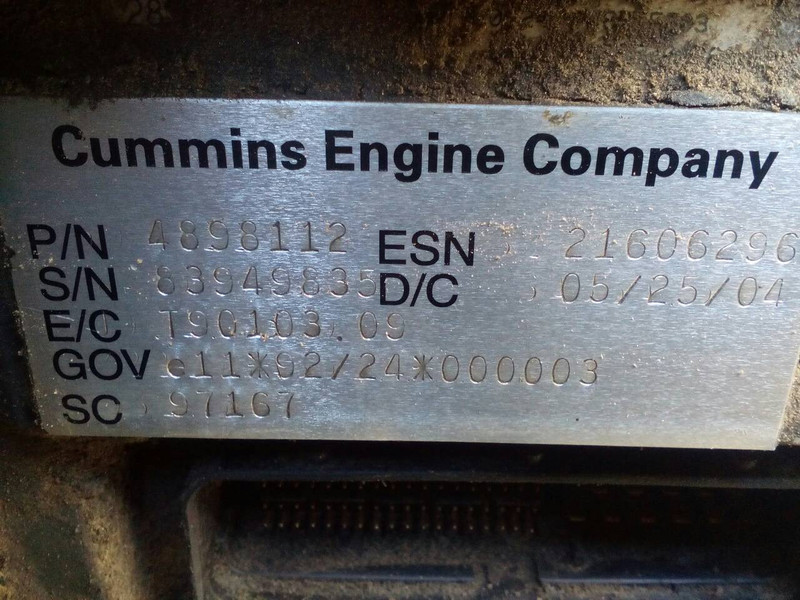 Cummins Engine Company
P/N 4898112 ESN 21606296
S/N 83949835 D/C 05/25/04
E/C T90103.09
GOV e11*92/24*000003
SC 97167